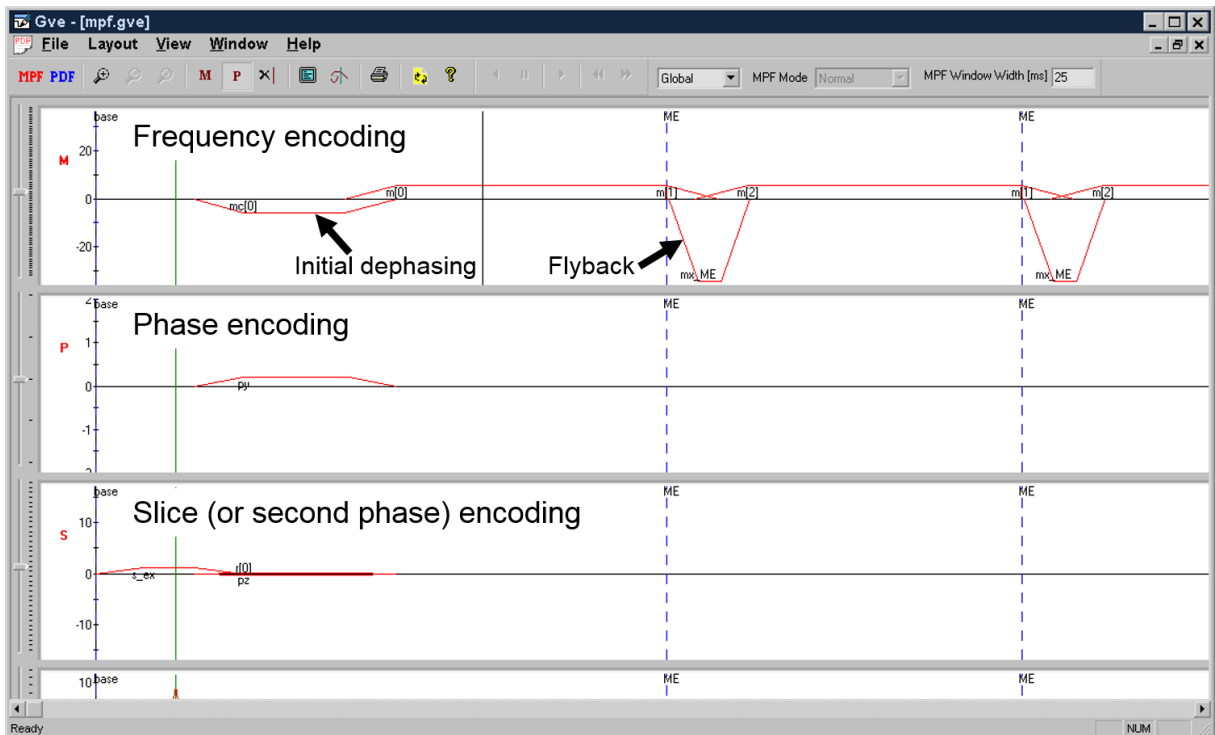 Gve - [mpf.gve]
File Layout View Window Help
MPF PDF M P Global MPF Mode Normal MPF Window Width [ms] 25
base ME ME
Frequency encoding
M 20
m[0] m[1] m[2] m[1] m[2]
0 mc[0]
-20 Initial dephasing Flyback mx_ME mx_ME
base ME ME
Phase encoding
P 1
0 py
-1
base ME ME
Slice (or second phase) encoding
S 10
0 s_ex r[0]
pz
-10
10 base ME ME
Ready NUM